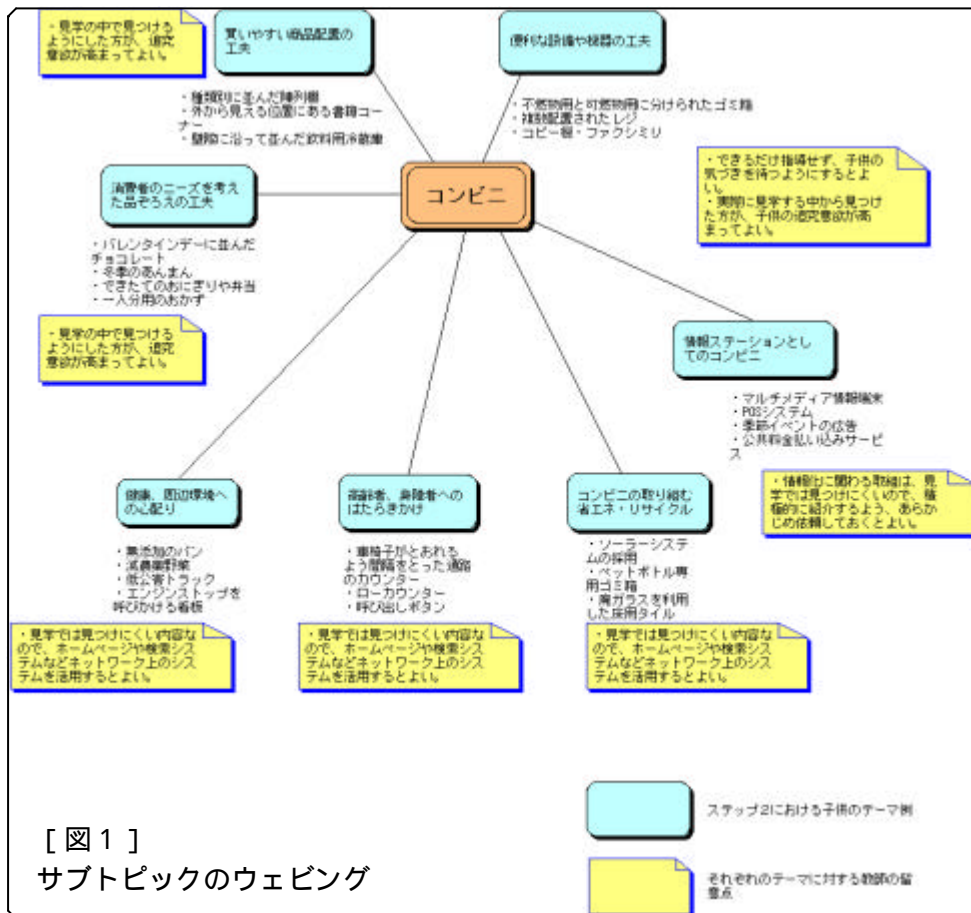 ・見学の中で見つける
ようにした方が、追究
意欲が高まってよい。
買いやすい商品配置の
工夫
・種類別に並んだ陳列棚
・外から見える位置にある書籍コー
ナー
・壁際に沿って並んだ飲料用冷蔵庫
便利な設備や機器の工夫
・不燃物用と可燃物用に分けられたゴミ箱
・複数配置されたレジ
・コピー機・ファクシミリ
・できるだけ指導せず、子供の
気づきを待つようにするとよ
い。
・実際に見学する中から見つけ
た方が、子供の追究意欲が高
まってよい。
コンビニ
消費者のニーズを考え
た品ぞろえの工夫
・バレンタインデーに並んだ
チョコレート
・冬季のあんまん
・できたてのおにぎりや弁当
・一人分用のおかず
・見学の中で見つける
ようにした方が、追究
意欲が高まってよい。
情報ステーションとし
てのコンビニ
・マルチメディア情報端末
・POSシステム
・季節イベントの広告
・公共料金払い込みサービ
ス
・情報化に関わる取組は、見
学では見つけにくいので、積
極的に紹介するよう、あらか
じめ依頼しておくとよい。
健康、周辺環境へ
の心配り
・無添加のパン
・減農薬野菜
・低公害トラック
・エンジンストップを
呼びかける看板
・見学では見つけにくい内容な
ので、ホームページや検索シス
テムなどネットワーク上のシス
テムを活用するとよい。
高齢者、身障者への
はたらきかけ
・車椅子がとおれる
よう間隔をとった通路
のカウンター
・ローカウンター
・呼び出しボタン
・見学では見つけにくい内容な
ので、ホームページや検索シス
テムなどネットワーク上のシス
テムを活用するとよい。
コンビニの取り組む
省エネ・リサイクル
・ソーラーシステ
ムの採用
・ペットボトル専
用ゴミ箱
・廃ガラスを利用
した床用タイル
・見学では見つけにくい内容な
ので、ホームページや検索シス
テムなどネットワーク上のシス
テムを活用するとよい。
ステップ2における子供のテーマ例
それぞれのテーマに対する教師の留
意点
[図1]
サブトピックのウェビング